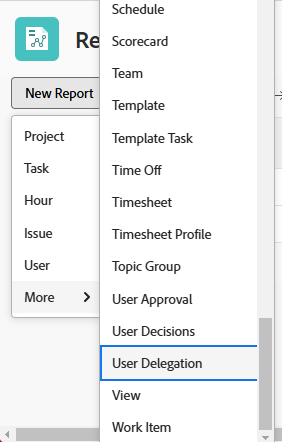 Re
New Report
Project
Task
Hour
Issue
User
More
Schedule
Scorecard
Team
Template
Template Task
Time Off
Timesheet
Timesheet Profile
Topic Group
User Approval
User Decisions
User Delegation
View
Work Item